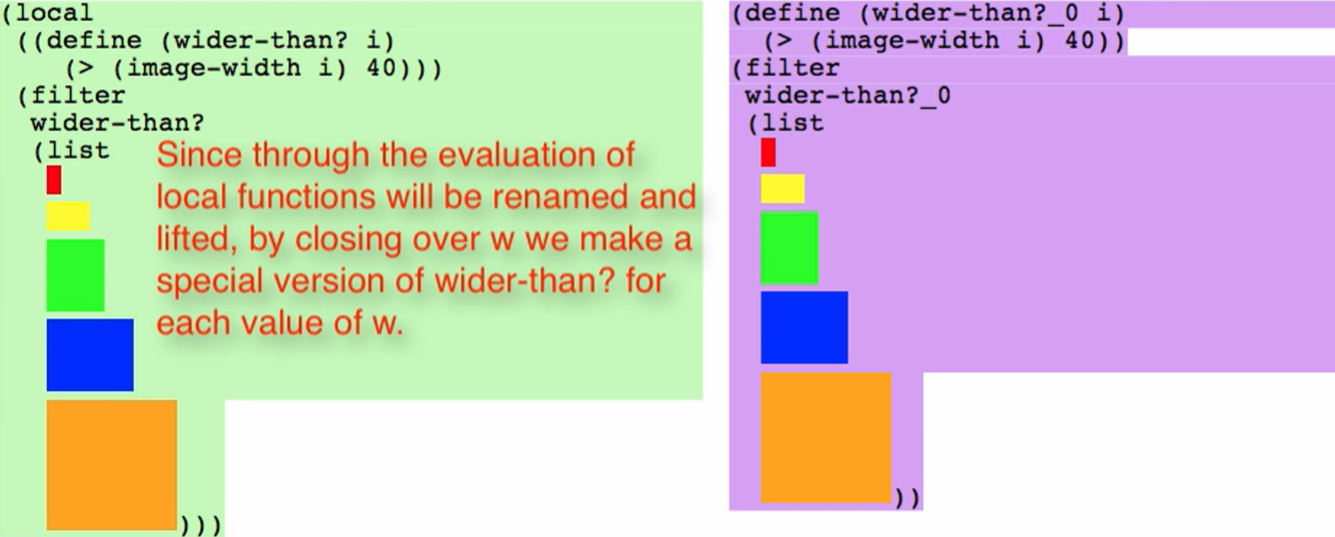 (local
((define (wider-than? i)
(> (image-width i) 40)))
(filter
wider-than?
(list
)))
Since through the evaluation of
local functions will be renamed and
lifted, by closing over w we make a
special version of wider-than? for
each value of w.
(define (wider-than?_0 i)
(> (image-width i) 40))
(filter
wider-than?_0
(list
))